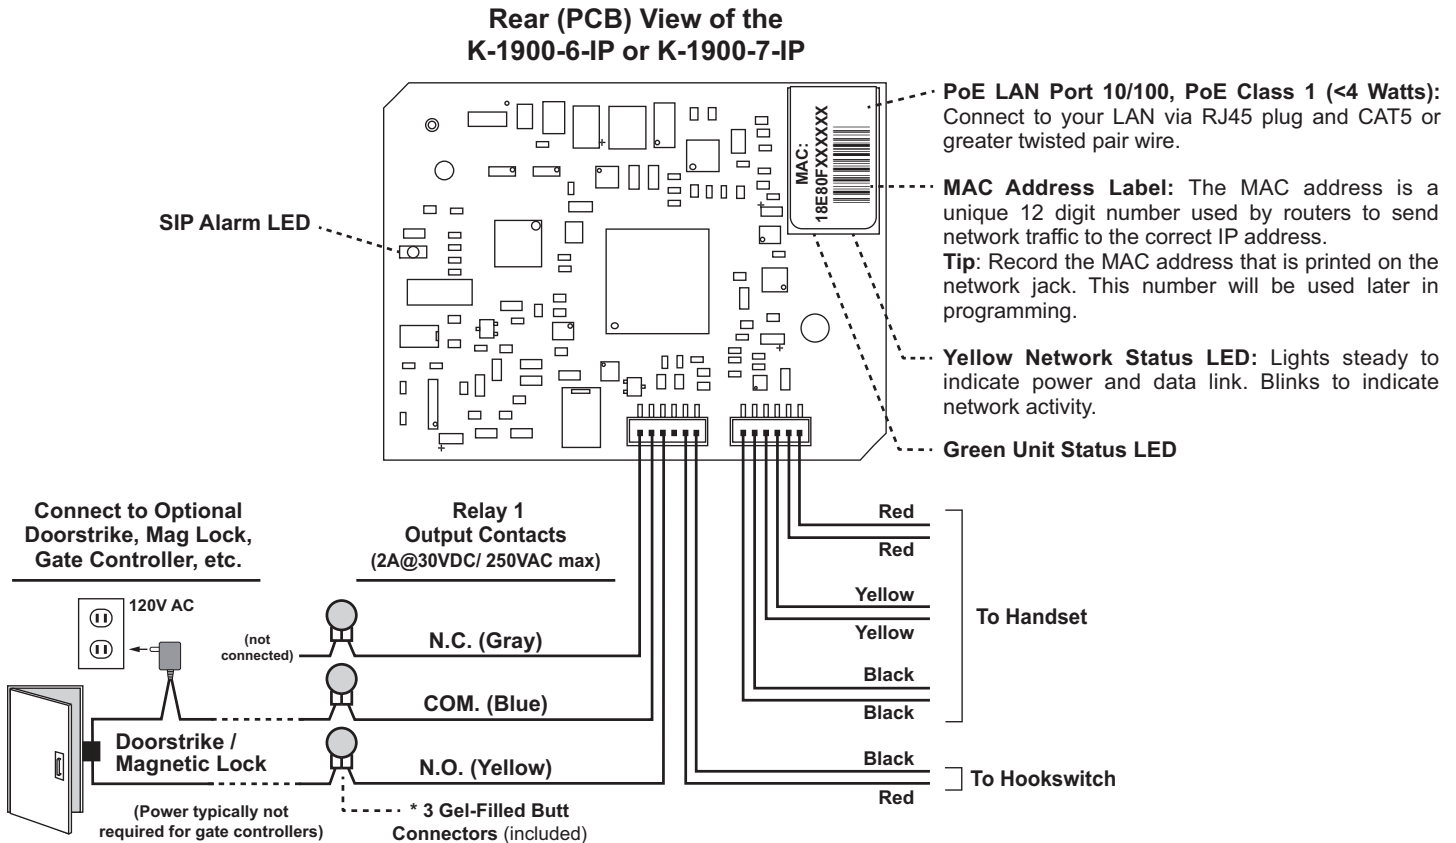 Rear (PCB) View of the
K-1900-6-IP or K-1900-7-IP
PoE LAN Port 10/100, PoE Class 1 (<4 Watts):
Connect to your LAN via RJ45 plug and CAT5 or
greater twisted pair wire.
MAC:
18E80FXXXXXX
MAC Address Label: The MAC address is a
unique 12 digit number used by routers to send
network traffic to the correct IP address.
Tip: Record the MAC address that is printed on the
network jack. This number will be used later in
programming.
SIP Alarm LED
Yellow Network Status LED: Lights steady to
indicate power and data link. Blinks to indicate
network activity.
Green Unit Status LED
Connect to Optional
Doorstrike, Mag Lock,
Gate Controller, etc.
Relay 1
Output Contacts
(2A@30VDC/ 250VAC max)
Red
Red
Yellow
Yellow
Black
Black
To Handset
Black
Red
To Hookswitch
120V AC
(not
connected)
N.C. (Gray)
COM. (Blue)
N.O. (Yellow)
Doorstrike /
Magnetic Lock
(Power typically not
required for gate controllers)
* 3 Gel-Filled Butt
Connectors (included)